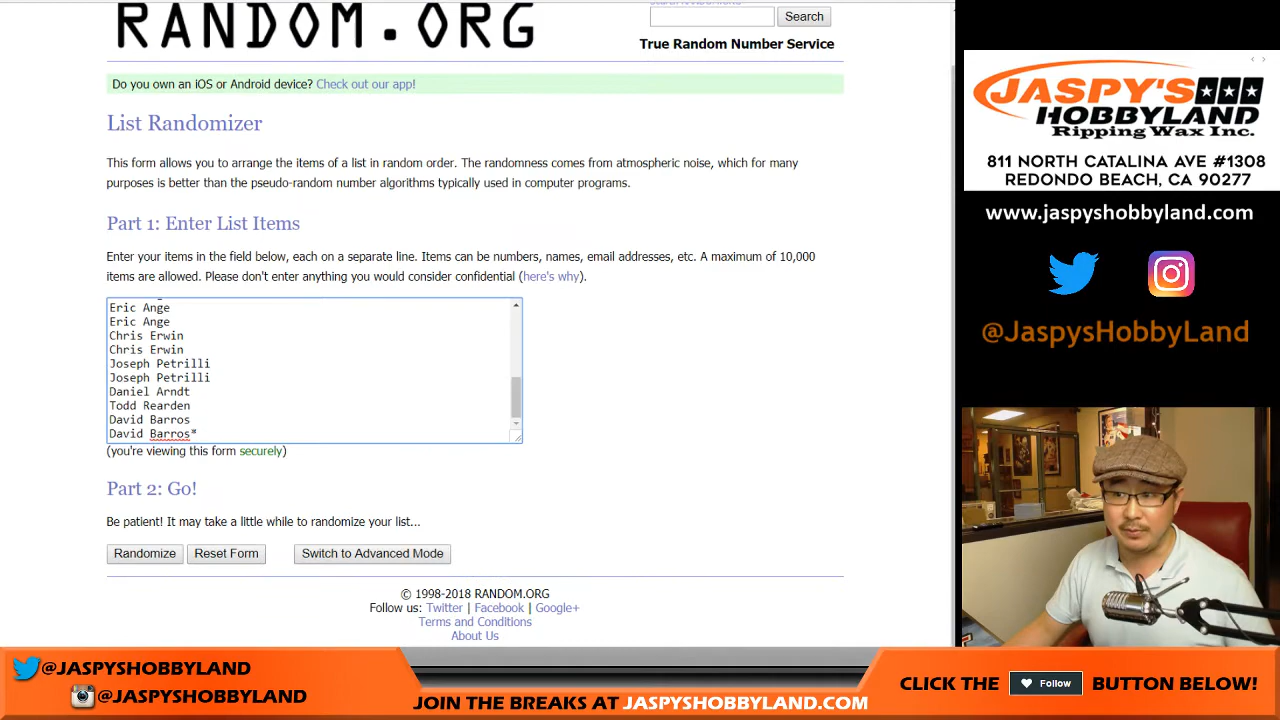 RANDOM.ORG
Search
True Random Number Service
Do you own an iOS or Android device? Check out our app!
List Randomizer
This form allows you to arrange the items of a list in random order. The randomness comes from atmospheric noise, which for many
purposes is better than the pseudo-random number algorithms typically used in computer programs.
Part 1: Enter List Items
Enter your items in the field below, each on a separate line. Items can be numbers, names, email addresses, etc. A maximum of 10,000
items are allowed. Please don't enter anything you would consider confidential (here's why).
Eric Ange
Eric Ange
Chris Erwin
Chris Erwin
Joseph Petrilli
Joseph Petrilli
Daniel Arndt
Todd Rearden
David Barros
David Barros*
(you're viewing this form securely)
Part 2: Go!
Be patient! It may take a little while to randomize your list...
Randomize
Reset Form
Switch to Advanced Mode
© 1998-2018 RANDOM.ORG
Follow us: Twitter | Facebook | Google+
Terms and Conditions
About Us
JASPY'S
HOBBYLAND
Ripping Wax Inc.
811 NORTH CATALINA AVE #1308
REDONDO BEACH, CA 90277
www.jaspyshobbyland.com
@JaspysHobbyLand
@JASPYSHOBBYLAND
@JASPYSHOBBYLAND
JOIN THE BREAKS AT JASPYSHOBBYLAND.COM
CLICK THE Follow BUTTON BELOW!